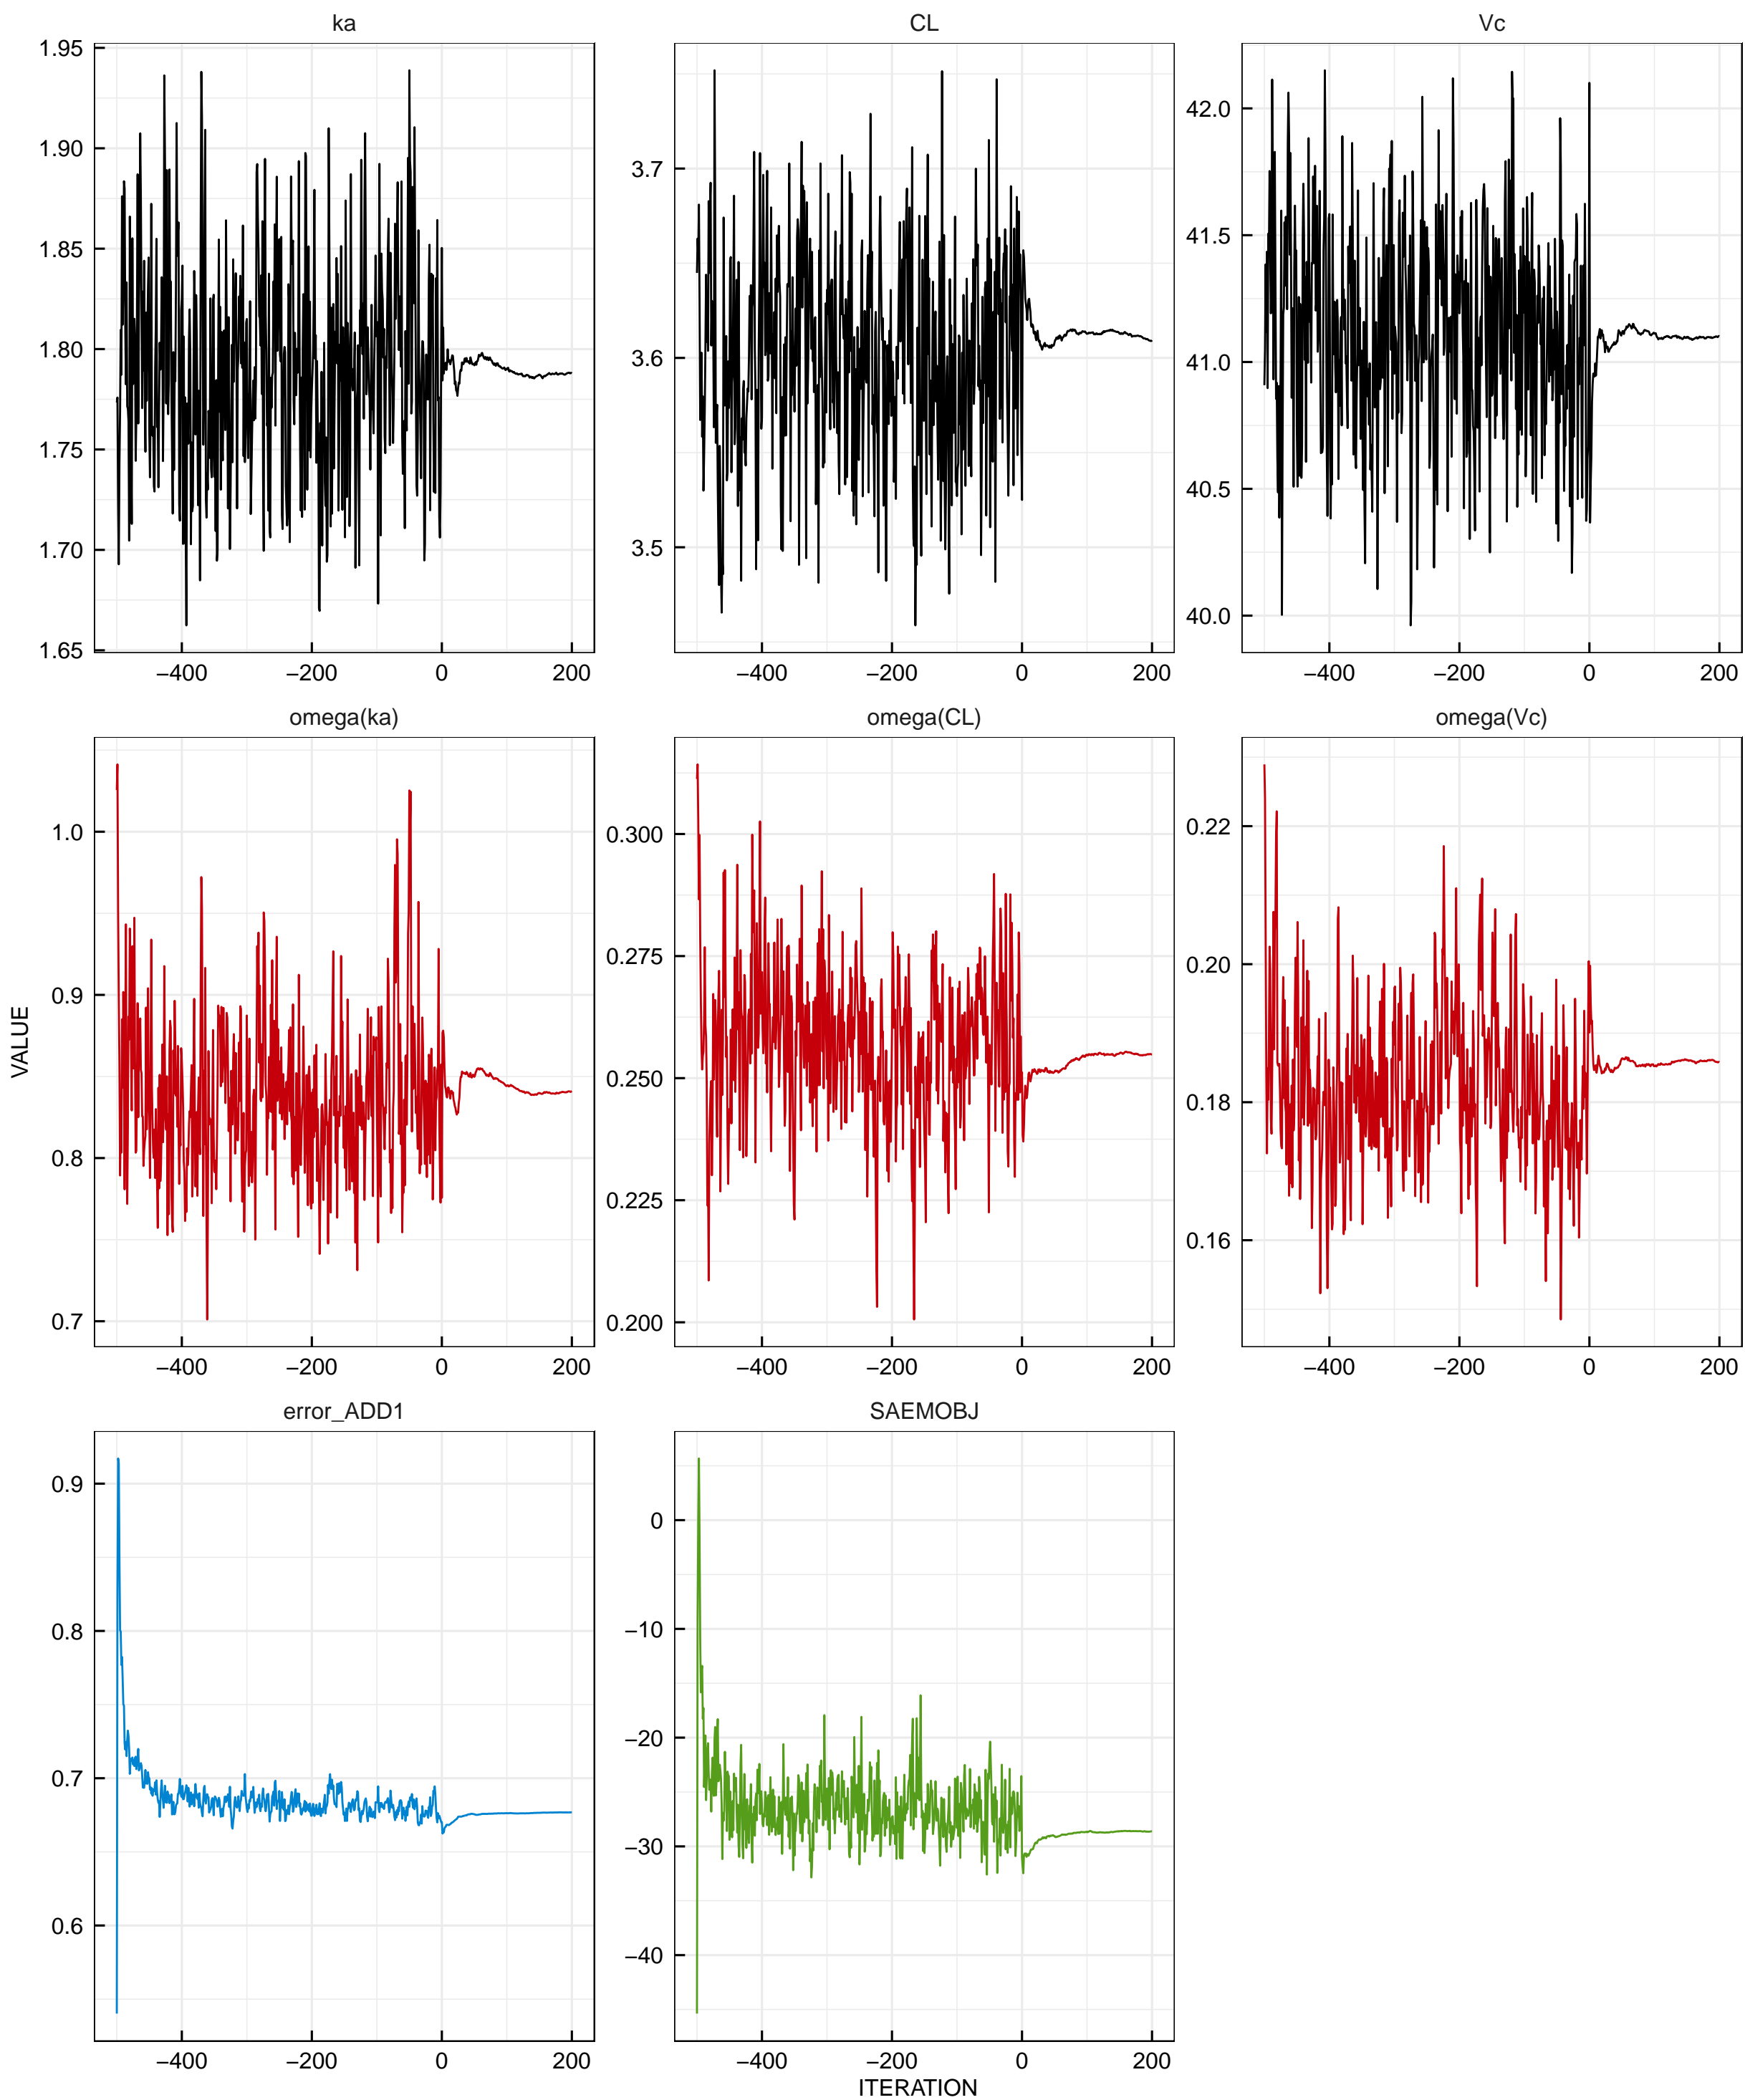 ka
CL
Vc
1.95
1.90
1.85
1.80
1.75
1.70
1.65
3.7
3.6
3.5
42.0
41.5
41.0
40.5
40.0
−400 −200 0 200
−400 −200 0 200
−400 −200 0 200
omega(ka)
omega(CL)
omega(Vc)
VALUE
1.0
0.9
0.8
0.7
0.300
0.275
0.250
0.225
0.200
0.22
0.20
0.18
0.16
−400 −200 0 200
−400 −200 0 200
−400 −200 0 200
error_ADD1
SAEMOBJ
0.9
0.8
0.7
0.6
0
−10
−20
−30
−40
−400 −200 0 200
−400 −200 0 200
ITERATION